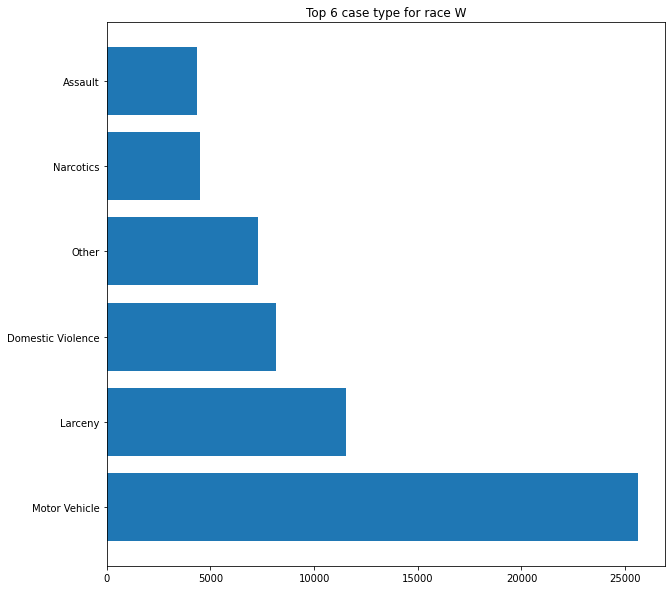 Top 6 case type for race W
Assault
Narcotics
Other
Domestic Violence
Larceny
Motor Vehicle
0 5000 10000 15000 20000 25000